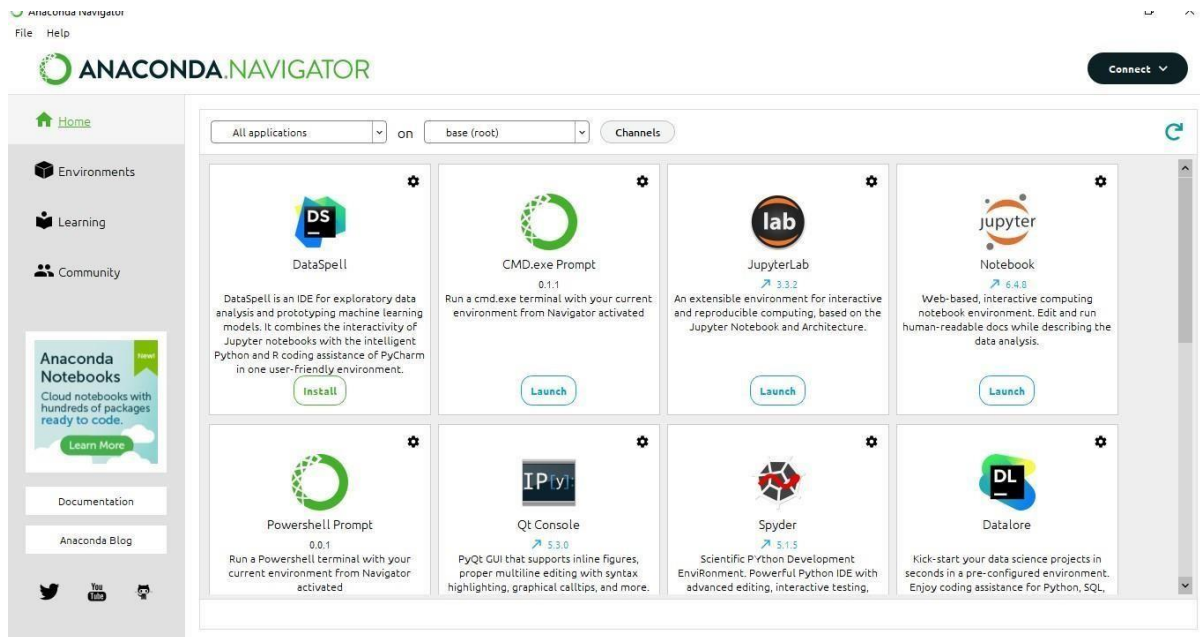 Anaconda Navigator
File Help
ANACONDA.NAVIGATOR
Connect
Home
Environments
Learning
Community
Anaconda
Notebooks
New!
Cloud notebooks with
hundreds of packages
ready to code.
Learn More
Documentation
Anaconda Blog
You
Tube
All applications on base (root) Channels
DS
DataSpell
DataSpell is an IDE for exploratory data
analysis and prototyping machine learning
models. It combines the interactivity of
Jupyter notebooks with the intelligent
Python and R coding assistance of PyCharm
in one user-friendly environment.
Install
CMD.exe Prompt
0.1.1
Run a cmd.exe terminal with your current
environment from Navigator activated
Launch
lab
JupyterLab
3.3.2
An extensible environment for interactive
and reproducible computing, based on the
Jupyter Notebook and Architecture.
Launch
jupyter
Notebook
6.4.8
Web-based, interactive computing
notebook environment. Edit and run
human-readable docs while describing the
data analysis.
Launch
Powershell Prompt
0.0.1
Run a Powershell terminal with your
current environment from Navigator
activated
IP[y]:
Qt Console
5.3.0
PyQt GUI that supports inline figures,
proper multiline editing with syntax
highlighting, graphical calltips, and more.
Spyder
5.1.5
Scientific PYthon Development
EnviRonment. Powerful Python IDE with
advanced editing, interactive testing,
DL
Datalore
Kick-start your data science projects in
seconds in a pre-configured environment.
Enjoy coding assistance for Python, SQL,